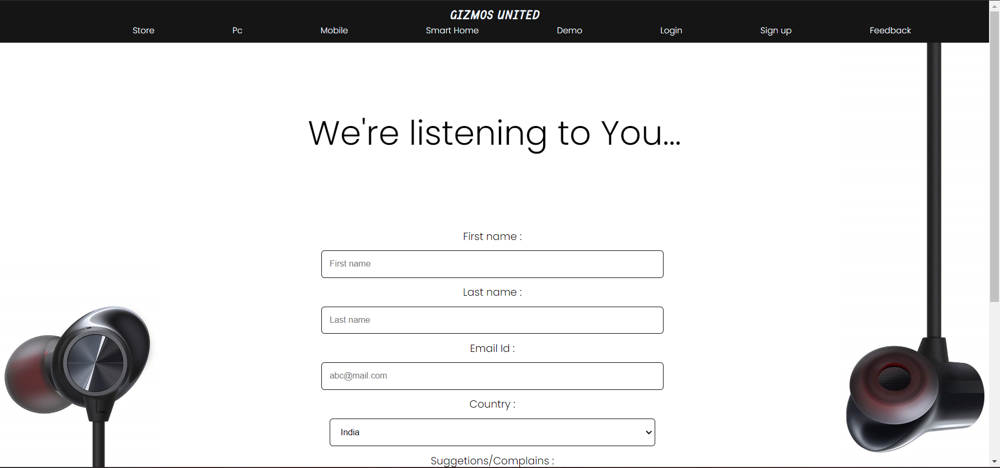 GIZMOS UNITED
Store Pc Mobile Smart Home Demo Login Sign up Feedback
We're listening to You...
First name :
First name
Last name :
Last name
Email Id :
abc@mail.com
Country :
India
Suggetions/Complains :
L